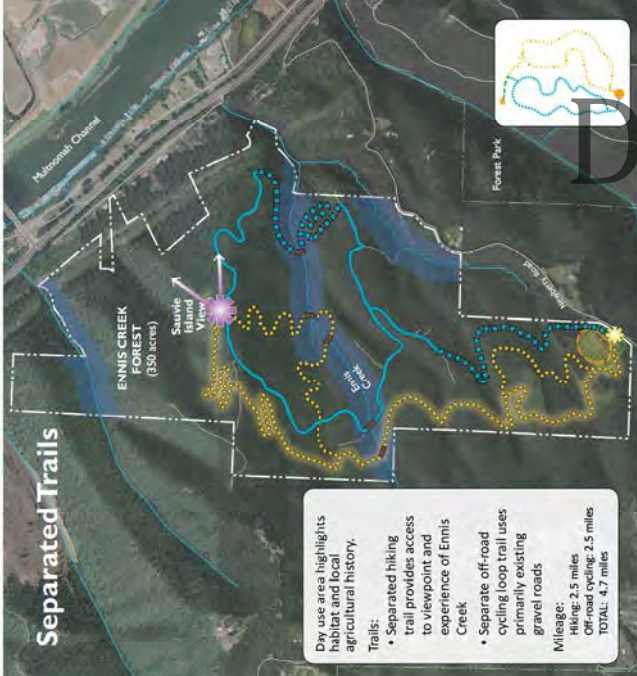 Separated Trails
Multnomah Channel
ENNIS CREEK
FOREST
(350 acres)
Sauvie
Island
View
Ennis
Creek
Forest Park
Newberry Road
D
Day use area highlights
habitat and local
agricultural history.
Trails:
• Separated hiking
trail provides access
to viewpoint and
experience of Ennis
Creek
• Separate off-road
cycling loop trail uses
primarily existing
gravel roads
Mileage:
Hiking: 2.5 miles
Off-road cycling: 2.5 miles
TOTAL: 4.7 miles